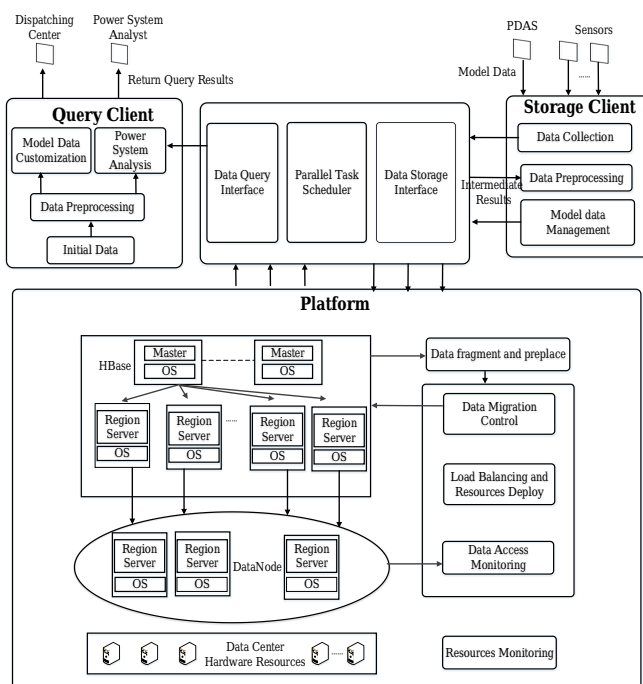 Dispatching
Center
Power System
Analyst
PDAS
Sensors
......
Return Query Results
Model Data
Query Client
Storage Client
Model Data
Customization
Power
System
Analysis
Data Preprocessing
Initial Data
Data Query
Interface
Parallel Task
Scheduler
Data Storage
Interface
Intermediate
Results
Data Collection
Data Preprocessing
Model data
Management
Platform
HBase
Master
OS
Master
OS
Region
Server
OS
Region
Server
OS
......
Region
Server
OS
Region
Server
OS
Data fragment and preplace
Data Migration
Control
Load Balancing and
Resources Deploy
Data Access
Monitoring
Region
Server
OS
Region
Server
OS
DataNode
Region
Server
OS
Data Center
Hardware Resources
......
Resources Monitoring